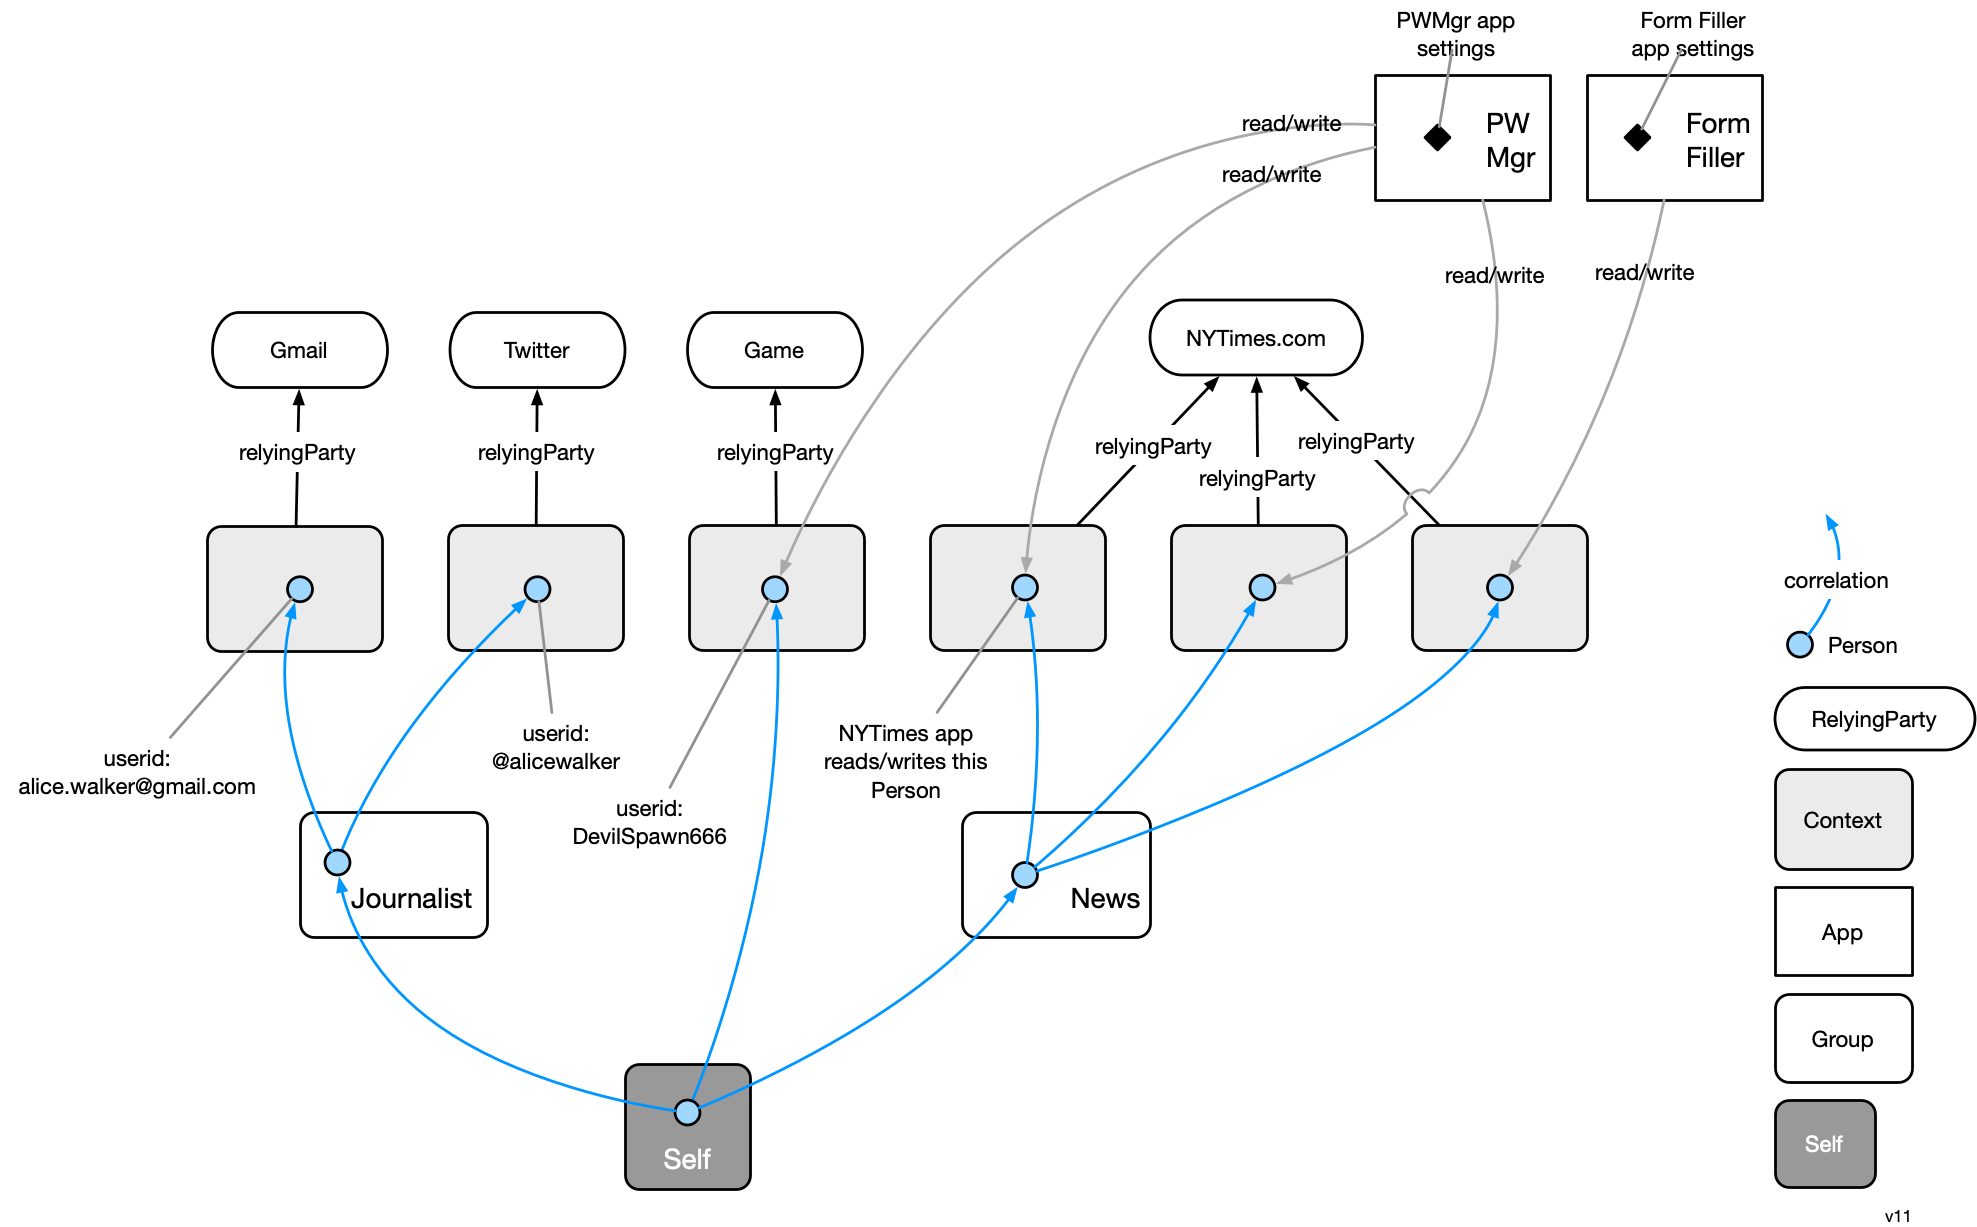 PWMgr app
settings
Form Filler
app settings
PW
Mgr
Form
Filler
read/write
read/write
read/write
read/write
Gmail
Twitter
Game
NYTimes.com
relyingParty
relyingParty
relyingParty
relyingParty
relyingParty
relyingParty
correlation
Person
RelyingParty
Context
App
Group
Self
userid:
alice.walker@gmail.com
userid:
@alicewalker
userid:
DevilSpawn666
NYTimes app
reads/writes this
Person
Journalist
News
Self
v11